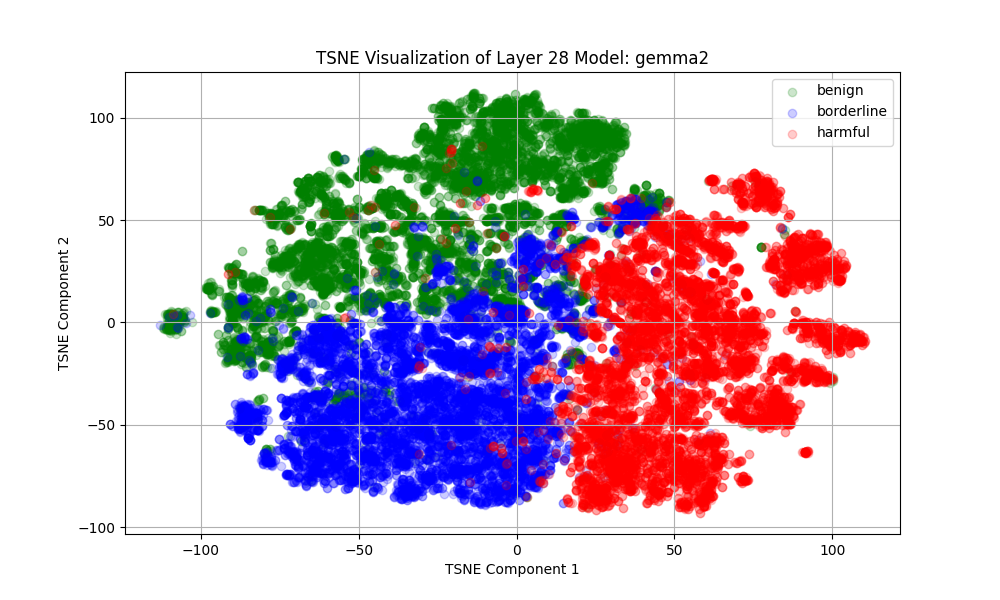 TSNE Visualization of Layer 28 Model: gemma2
benign
borderline
harmful
TSNE Component 2
100
50
0
−50
−100
−100
−50
0
50
100
TSNE Component 1